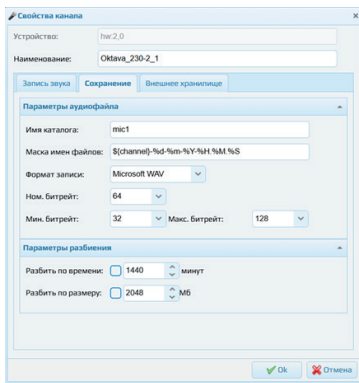 Свойства канала
Устройство: hw:2,0
Наименование: Oktava_230-2_1
Запись звука Сохранение Внешнее хранилище
Параметры аудиофайла
Имя каталога: mic1
Маска имен файлов: ${channel}-%d-%m-%Y-%H.%M.%S
Формат записи: Microsoft WAV
Ном. битрейт: 64
Мин. битрейт: 32 Макс. битрейт: 128
Параметры разбиения
Разбить по времени: 1440 минут
Разбить по размеру: 2048 Мб
Ok Отмена